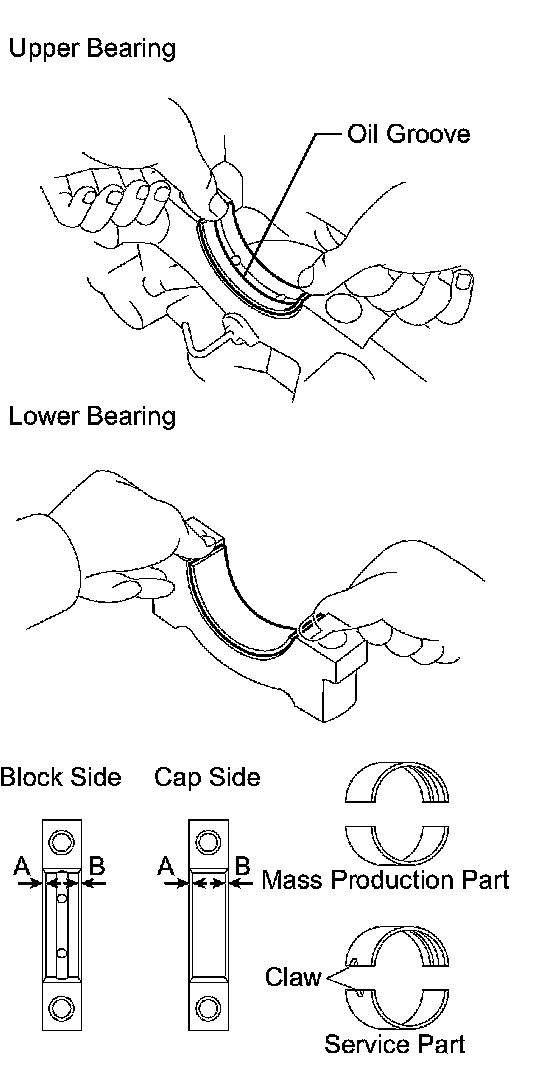 Upper Bearing
Oil Groove
Lower Bearing
Block Side
Cap Side
A B
A B
Mass Production Part
Claw
Service Part